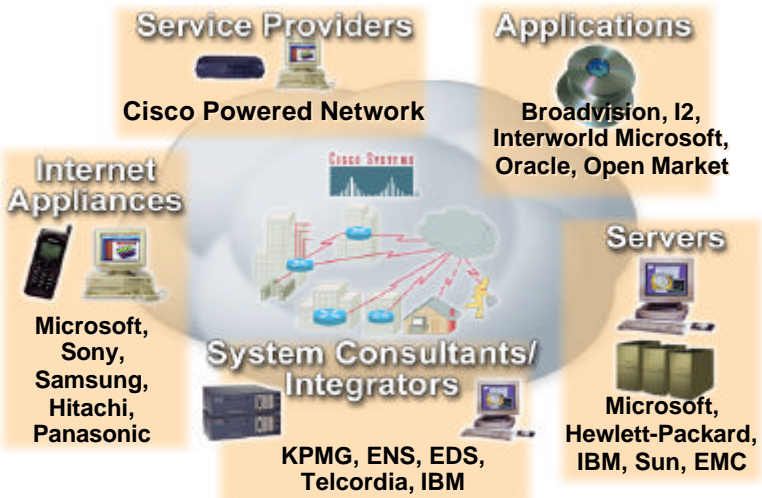 Service Providers
Cisco Powered Network
Applications
Broadvision, I2,
Interworld Microsoft,
Oracle, Open Market
Internet
Appliances
Microsoft,
Sony,
Samsung,
Hitachi,
Panasonic
CISCO SYSTEMS
Servers
Microsoft,
Hewlett-Packard,
IBM, Sun, EMC
System Consultants/
Integrators
KPMG, ENS, EDS,
Telcordia, IBM